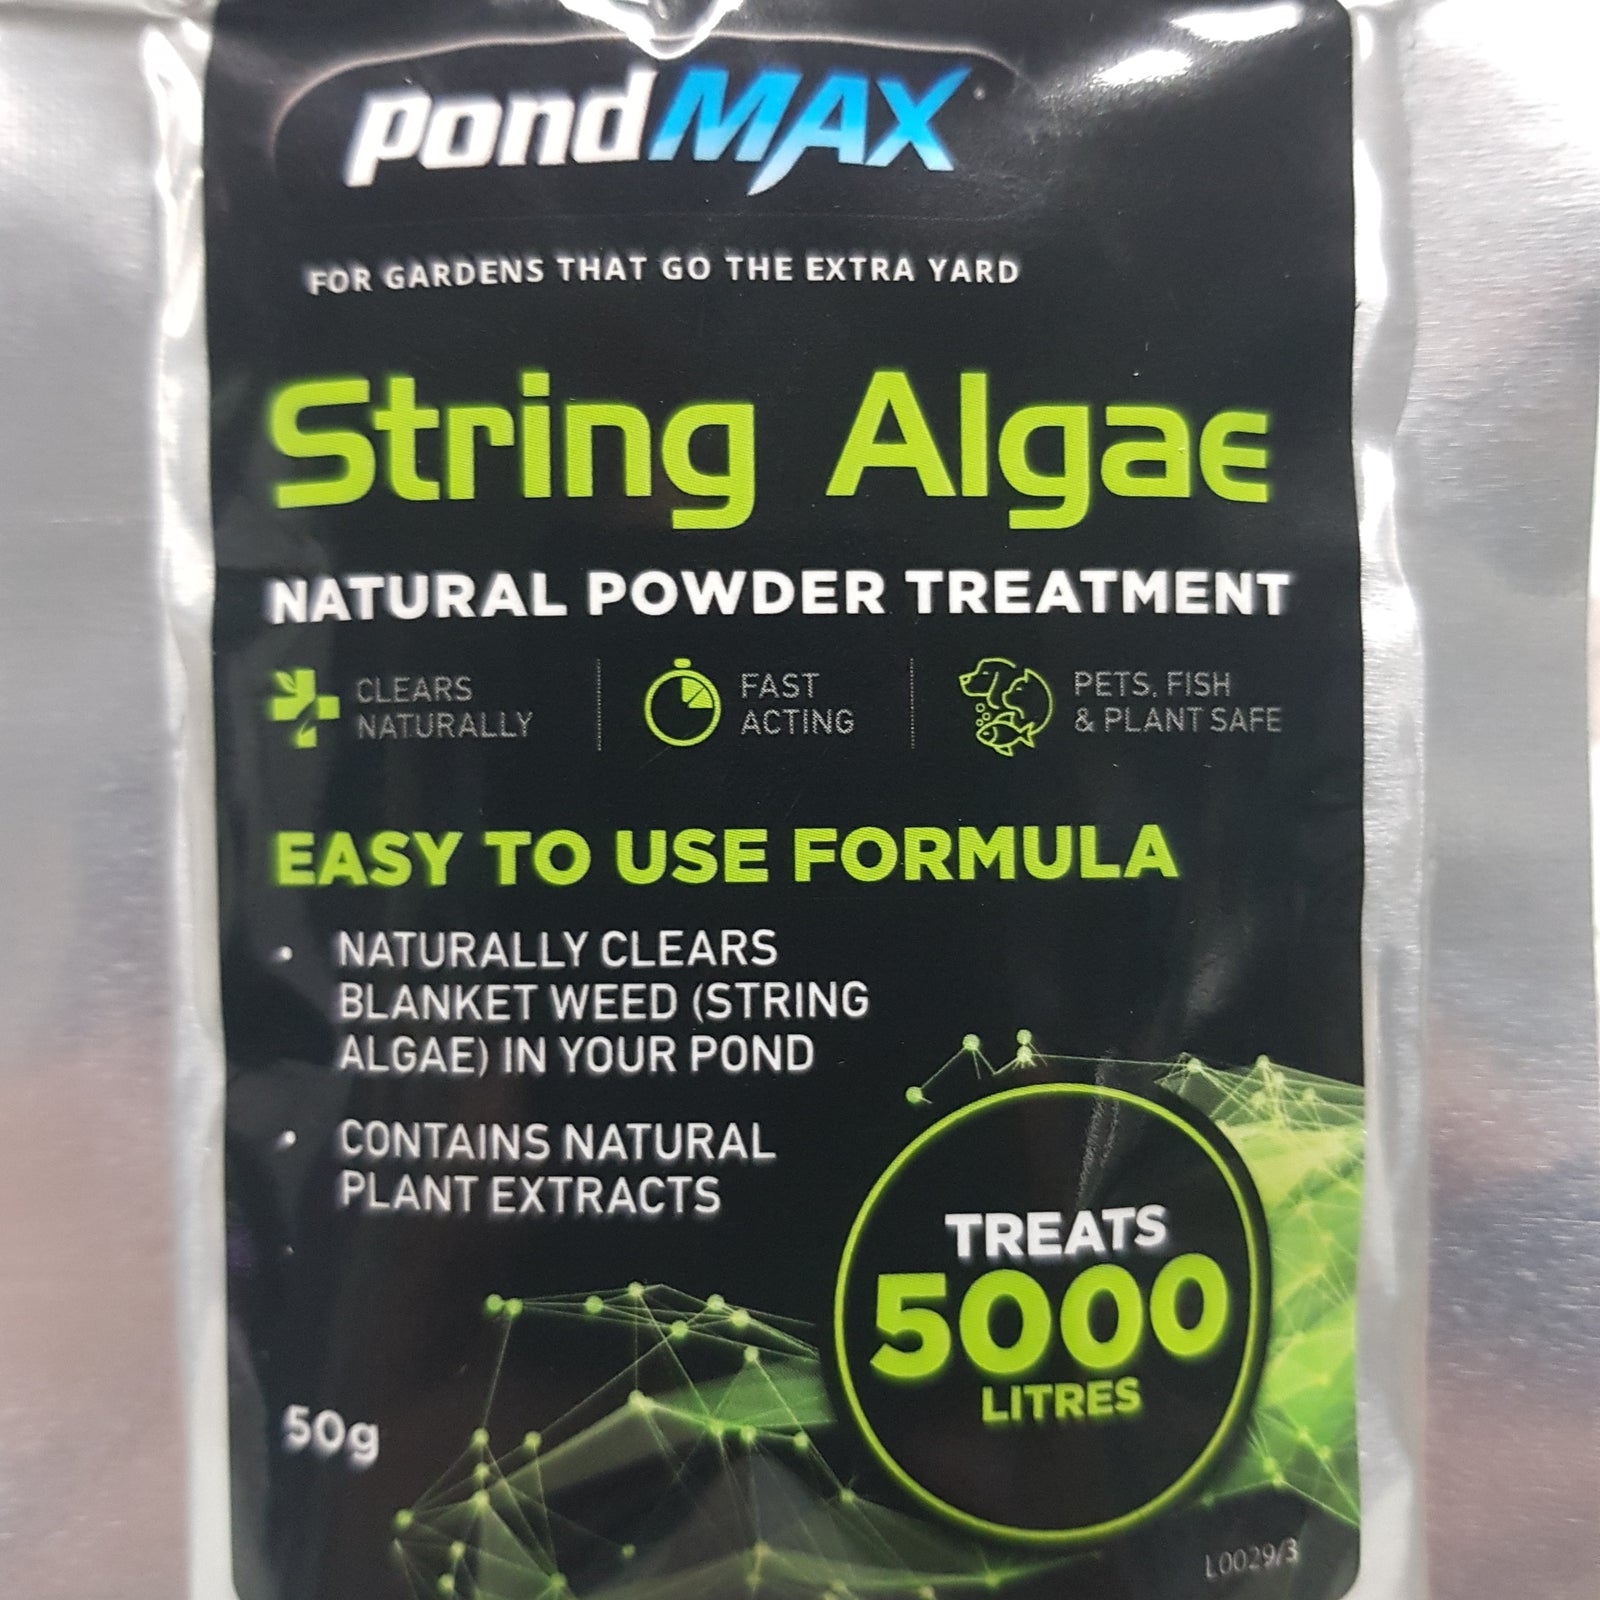 PondMAX
FOR GARDENS THAT GO THE EXTRA YARD
String Algae
NATURAL POWDER TREATMENT
CLEARS
NATURALLY
FAST
ACTING
PETS, FISH
& PLANT SAFE
EASY TO USE FORMULA
• NATURALLY CLEARS
BLANKET WEED (STRING
ALGAE) IN YOUR POND
• CONTAINS NATURAL
PLANT EXTRACTS
TREATS
5000
LITRES
50g
L0029/3